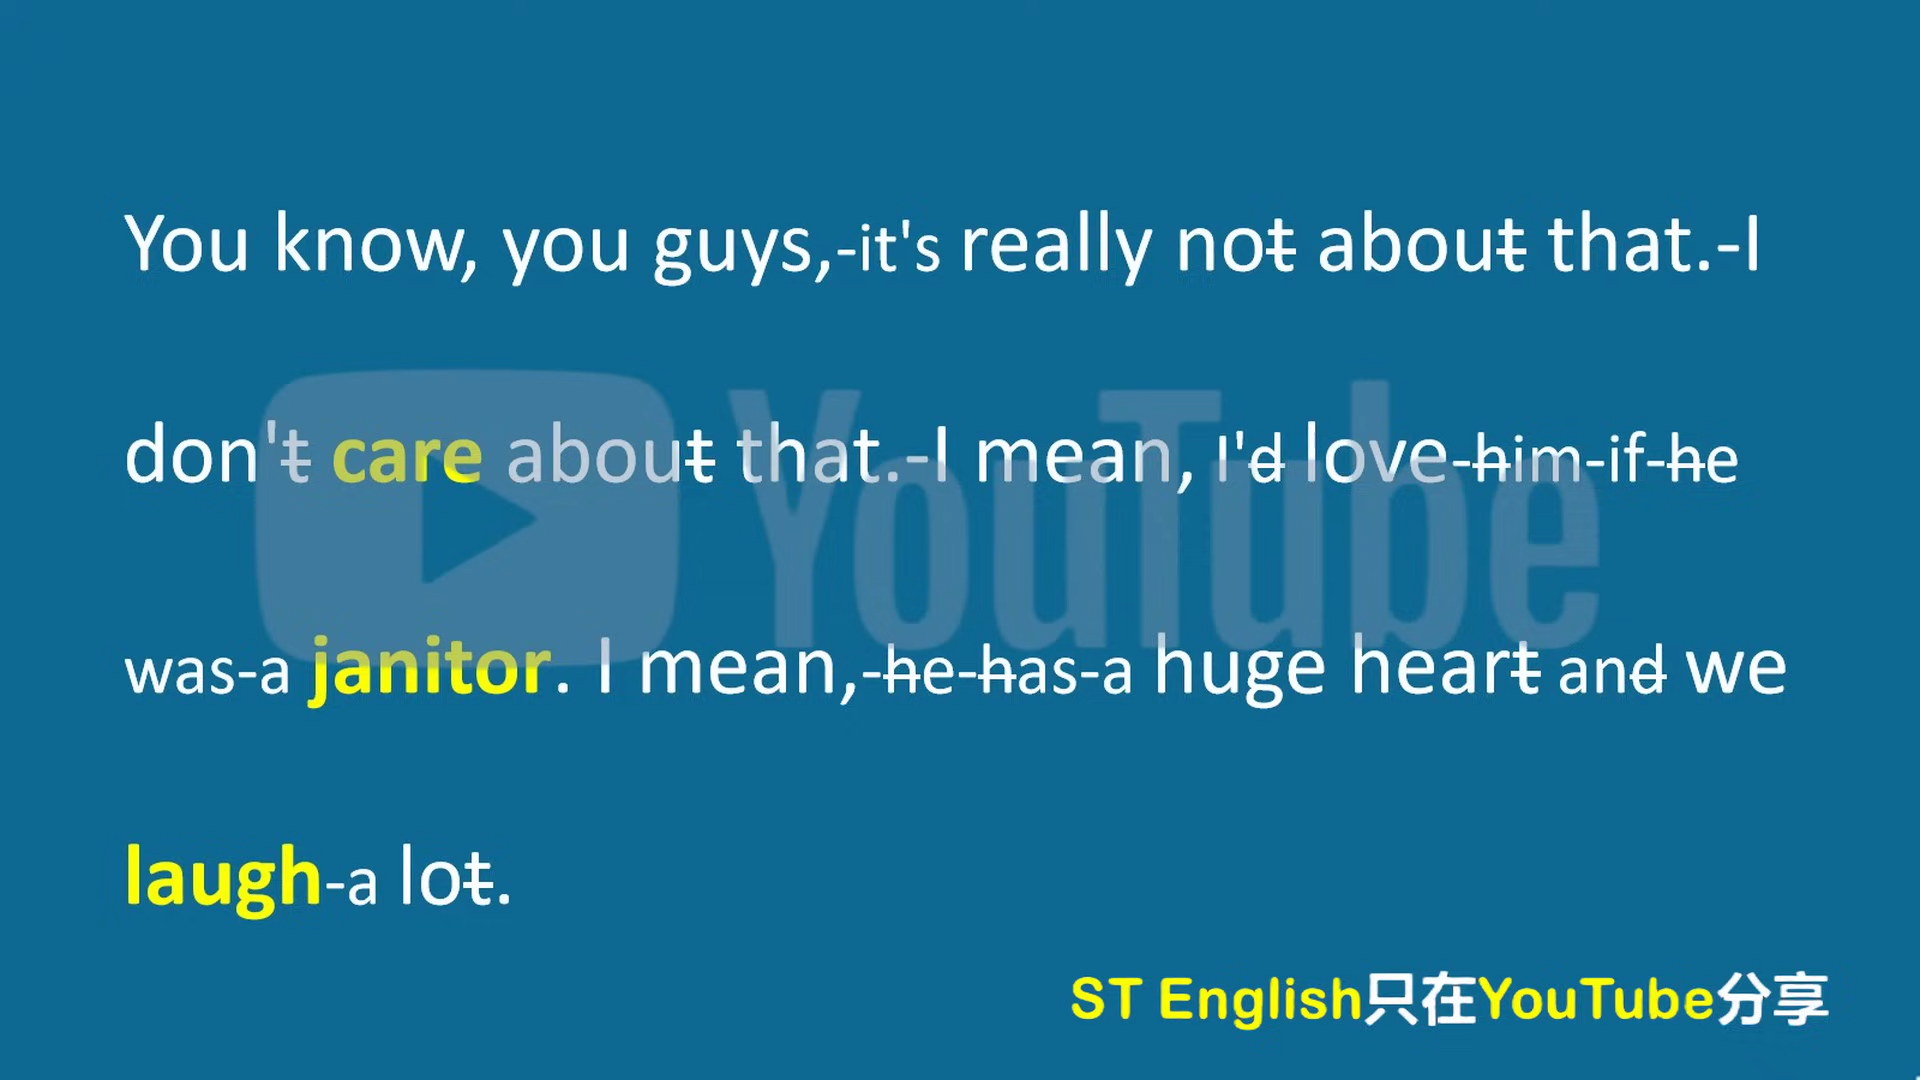 You know, you guys,-it's really not about that.-I
don't care about that.-I mean, I'd love-him-if-he
YouTube
was-a janitor. I mean,-he-has-a huge heart and we
laugh-a lot.
ST English只在YouTube分享